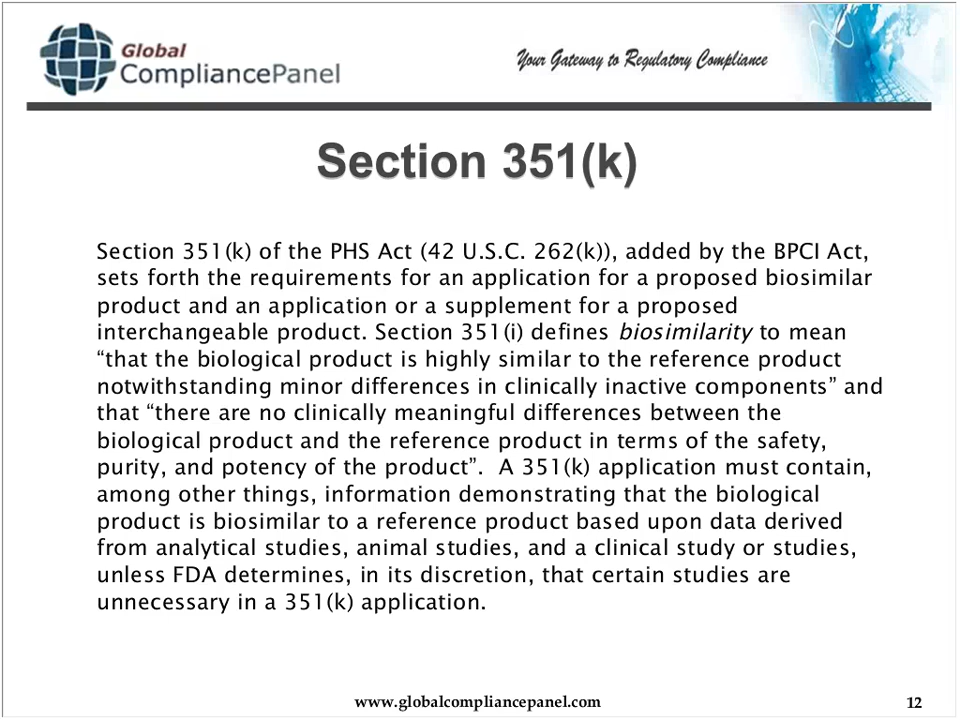 Global
CompliancePanel
Your Gateway to Regulatory Compliance
Section 351(k)
Section 351(k) of the PHS Act (42 U.S.C. 262(k)), added by the BPCI Act,
sets forth the requirements for an application for a proposed biosimilar
product and an application or a supplement for a proposed
interchangeable product. Section 351(i) defines biosimilarity to mean
“that the biological product is highly similar to the reference product
notwithstanding minor differences in clinically inactive components” and
that “there are no clinically meaningful differences between the
biological product and the reference product in terms of the safety,
purity, and potency of the product”.  A 351(k) application must contain,
among other things, information demonstrating that the biological
product is biosimilar to a reference product based upon data derived
from analytical studies, animal studies, and a clinical study or studies,
unless FDA determines, in its discretion, that certain studies are
unnecessary in a 351(k) application.
www.globalcompliancepanel.com
12